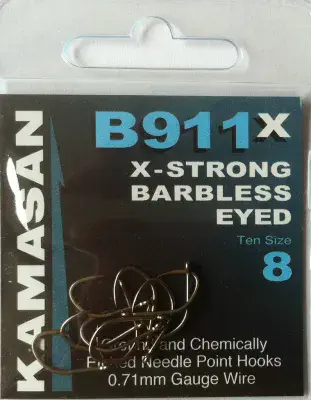 KAMASAN
B911X
X-STRONG
BARBLESS
EYED
Ten Size
8
and Chemically
Needle Point Hooks
0.71mm Gauge Wire